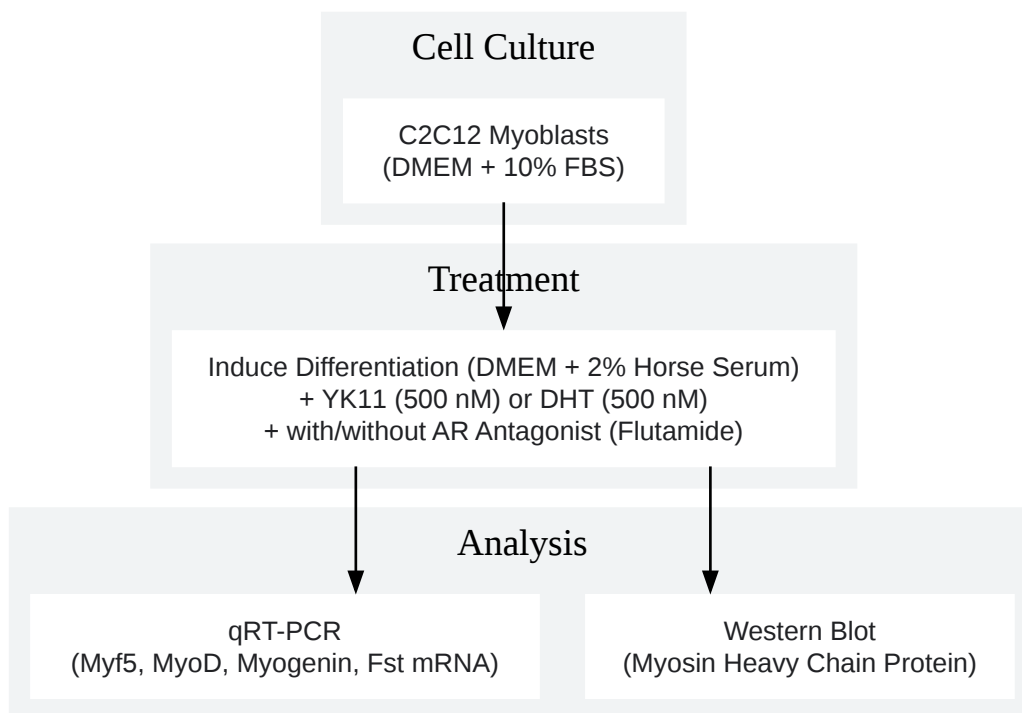 Cell Culture
C2C12 Myoblasts
(DMEM + 10% FBS)
Treatment
Induce Differentiation (DMEM + 2% Horse Serum)
+ YK11 (500 nM) or DHT (500 nM)
+ with/without AR Antagonist (Flutamide)
Analysis
qRT-PCR
(Myf5, MyoD, Myogenin, Fst mRNA)
Western Blot
(Myosin Heavy Chain Protein)